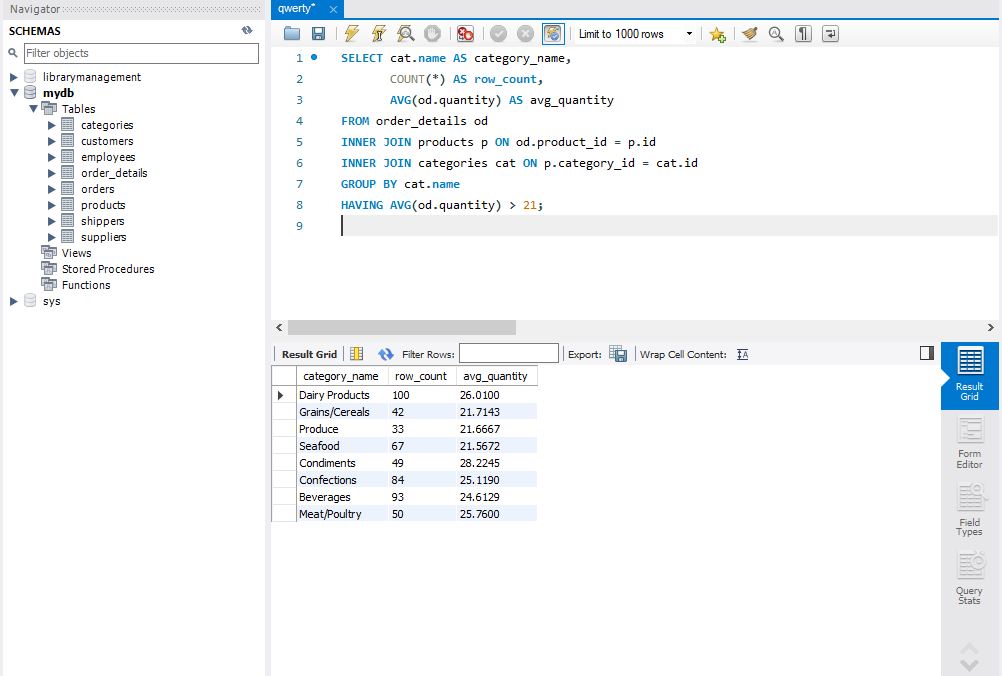 Navigator
SCHEMAS
Filter objects
librarymanagement
mydb
Tables
categories
customers
employees
order_details
orders
products
shippers
suppliers
Views
Stored Procedures
Functions
sys
qwerty*
Limit to 1000 rows
1 SELECT cat.name AS category_name,
2 COUNT(*) AS row_count,
3 AVG(od.quantity) AS avg_quantity
4 FROM order_details od
5 INNER JOIN products p ON od.product_id = p.id
6 INNER JOIN categories cat ON p.category_id = cat.id
7 GROUP BY cat.name
8 HAVING AVG(od.quantity) > 21;
9
Result Grid Filter Rows: Export: Wrap Cell Content: IA
category_name row_count avg_quantity
Dairy Products 100 26.0100
Grains/Cereals 42 21.7143
Produce 33 21.6667
Seafood 67 21.5672
Condiments 49 28.2245
Confections 84 25.1190
Beverages 93 24.6129
Meat/Poultry 50 25.7600
Result
Grid
Form
Editor
Field
Types
Query
Stats